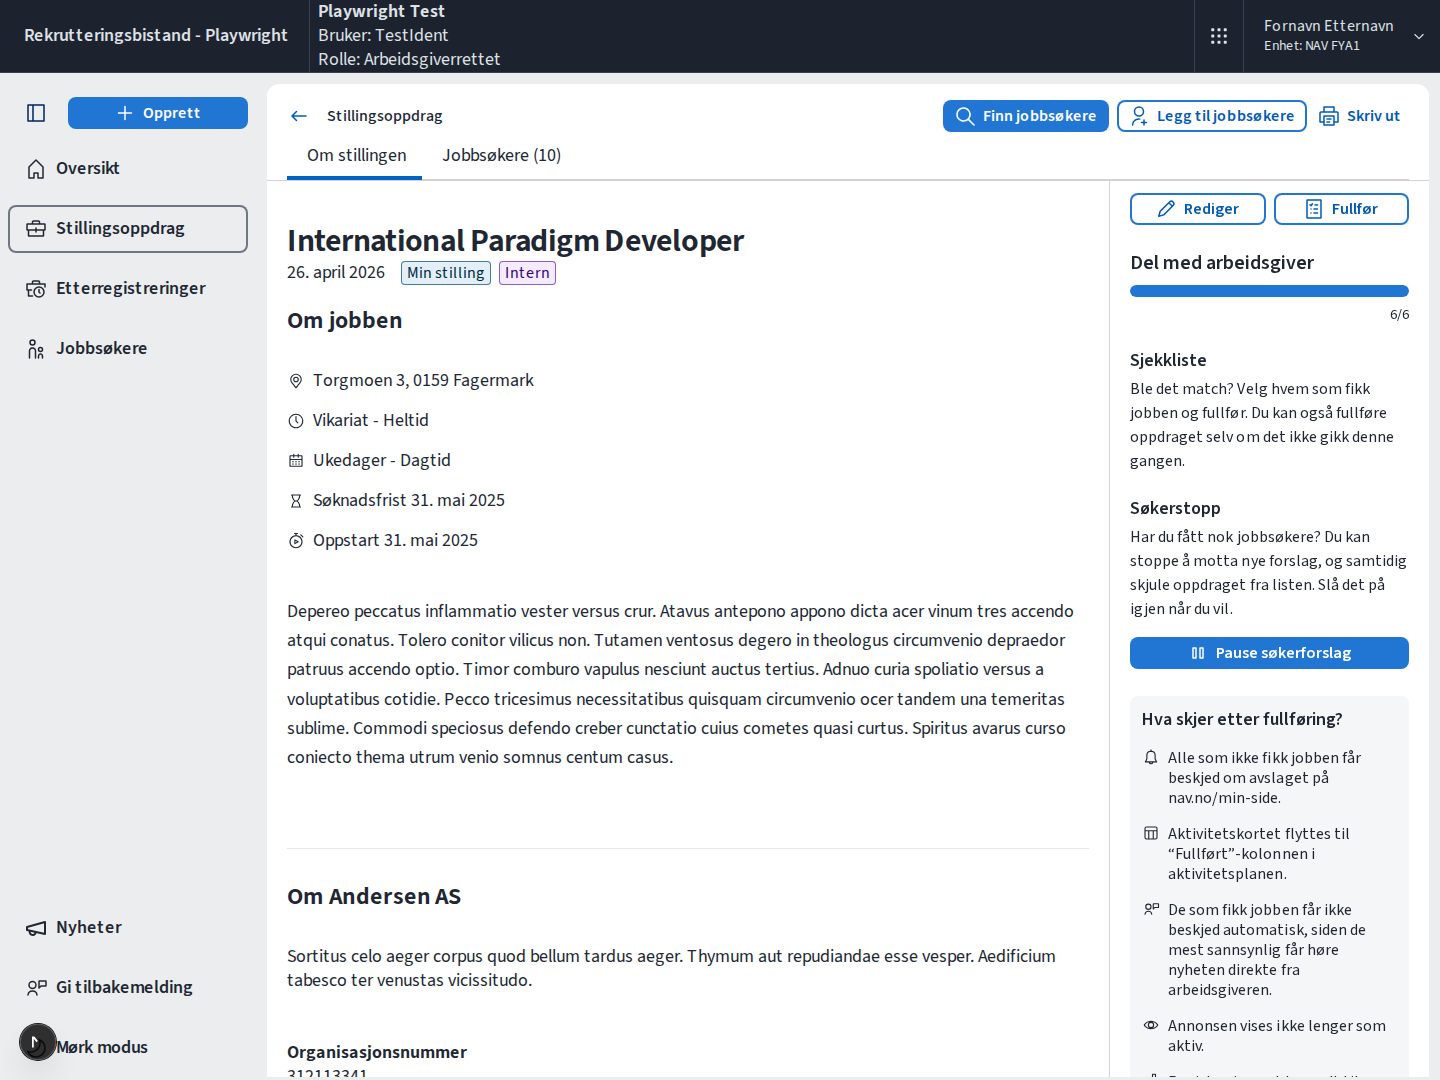 Rekrutteringsbistand - Playwright
Playwright Test
Bruker: TestIdent
Rolle: Arbeidsgiverrettet
Fornavn Etternavn
Enhet: NAV FYA1
Opprett
Oversikt
Stillingsoppdrag
Etterregistreringer
Jobbsøkere
Nyheter
Gi tilbakemelding
Mørk modus
Stillingsoppdrag
Finn jobbsøkere
Legg til jobbsøkere
Skriv ut
Om stillingen
Jobbsøkere (10)
International Paradigm Developer
26. april 2026
Min stilling
Intern
Om jobben
Torgmoen 3, 0159 Fagermark
Vikariat - Heltid
Ukedager - Dagtid
Søknadsfrist 31. mai 2025
Oppstart 31. mai 2025
Depereo peccatus inflammatio vester versus crur. Atavus antepono appono dicta acer vinum tres accendo
atqui conatus. Tolero conitor vilicus non. Tutamen ventosus degero in theologus circumvenio depraedor
patruus accendo optio. Timor comburo vapulus nesciunt auctus tertius. Adnuo curia spoliatio versus a
voluptatibus cotidie. Pecco tricesimus necessitatibus quisquam circumvenio ocer tandem una temeritas
sublime. Commodi speciosus defendo creber cunctatio cuius cometes quasi curtus. Spiritus avarus curso
coniecto thema utrum venio somnus centum casus.
Om Andersen AS
Sortitus celo aeger corpus quod bellum tardus aeger. Thymum aut repudiandae esse vesper. Aedificium
tabesco ter venustas vicissitudo.
Organisasjonsnummer
312113341
Rediger
Fullfør
Del med arbeidsgiver
6/6
Sjekkliste
Ble det match? Velg hvem som fikk
jobben og fullfør. Du kan også fullføre
oppdraget selv om det ikke gikk denne
gangen.
Søkerstopp
Har du fått nok jobbsøkere? Du kan
stoppe å motta nye forslag, og samtidig
skjule oppdraget fra listen. Slå det på
igjen når du vil.
Pause søkerforslag
Hva skjer etter fullføring?
Alle som ikke fikk jobben får
beskjed om avslaget på
nav.no/min-side.
Aktivitetskortet flyttes til
“Fullført”-kolonnen i
aktivitetsplanen.
De som fikk jobben får ikke
beskjed automatisk, siden de
mest sannsynlig får høre
nyheten direkte fra
arbeidsgiveren.
Annonsen vises ikke lenger som
aktiv.